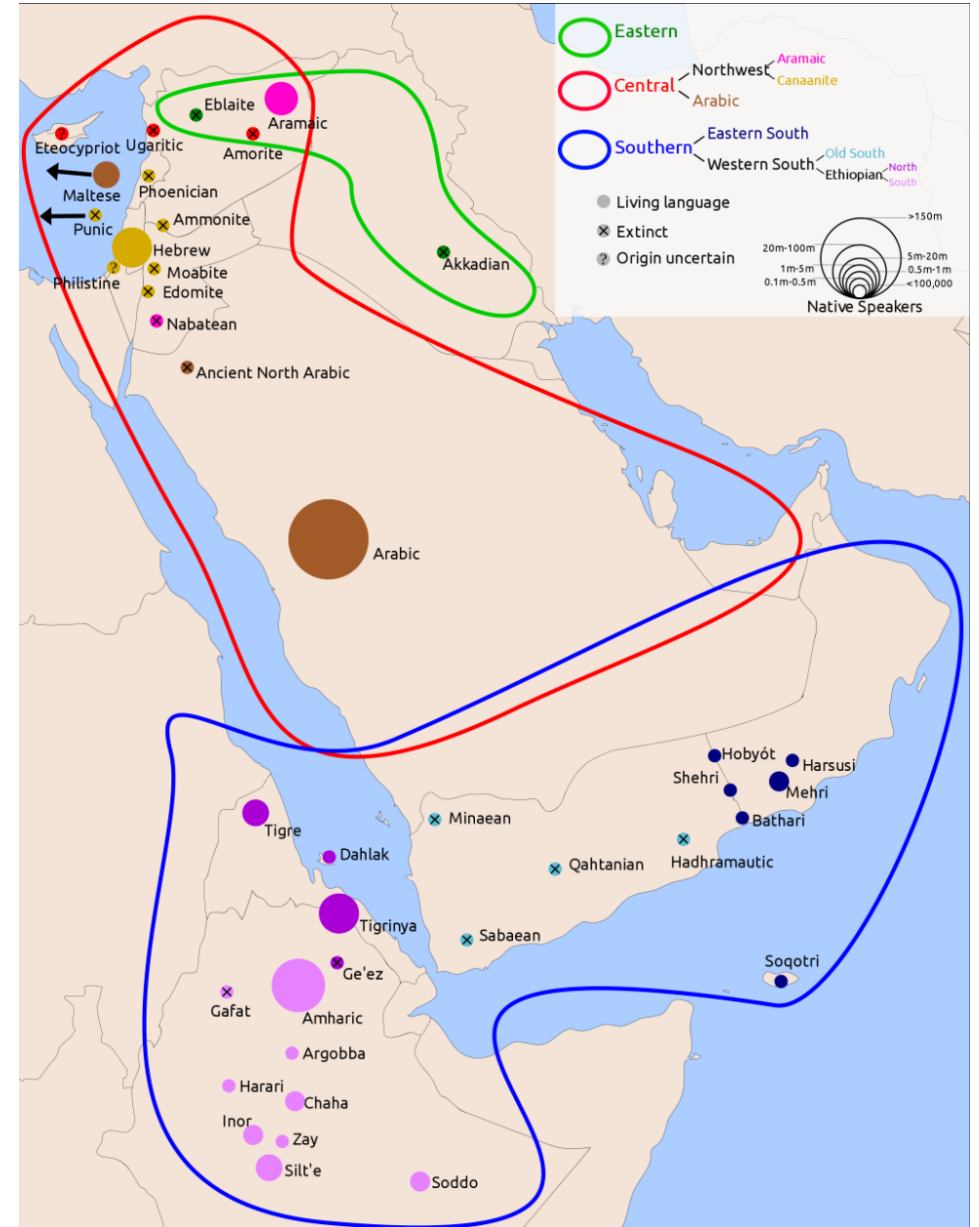 Eastern
Central
Northwest
Aramaic
Canaanite
Arabic
Southern
Eastern South
Western South
Old South
Ethiopian
North
South
Living language
Extinct
? Origin uncertain
>150m
20m-100m
5m-20m
1m-5m
0.5m-1m
0.1m-0.5m
<100,000
Native Speakers
Eblaite
Aramaic
?
Eteocypriot
Ugaritic
Amorite
Maltese
Phoenician
Punic
Ammonite
Hebrew
?
Philistine
Moabite
Edomite
Nabatean
Akkadian
Ancient North Arabic
Arabic
Hobyót
Harsusi
Shehri
Mehri
Bathari
Minaean
Hadhramautic
Qahtanian
Sabaean
Soqotri
Tigre
Dahlak
Tigrinya
Ge'ez
Gafat
Amharic
Argobba
Harari
Chaha
Inor
Zay
Silt'e
Soddo